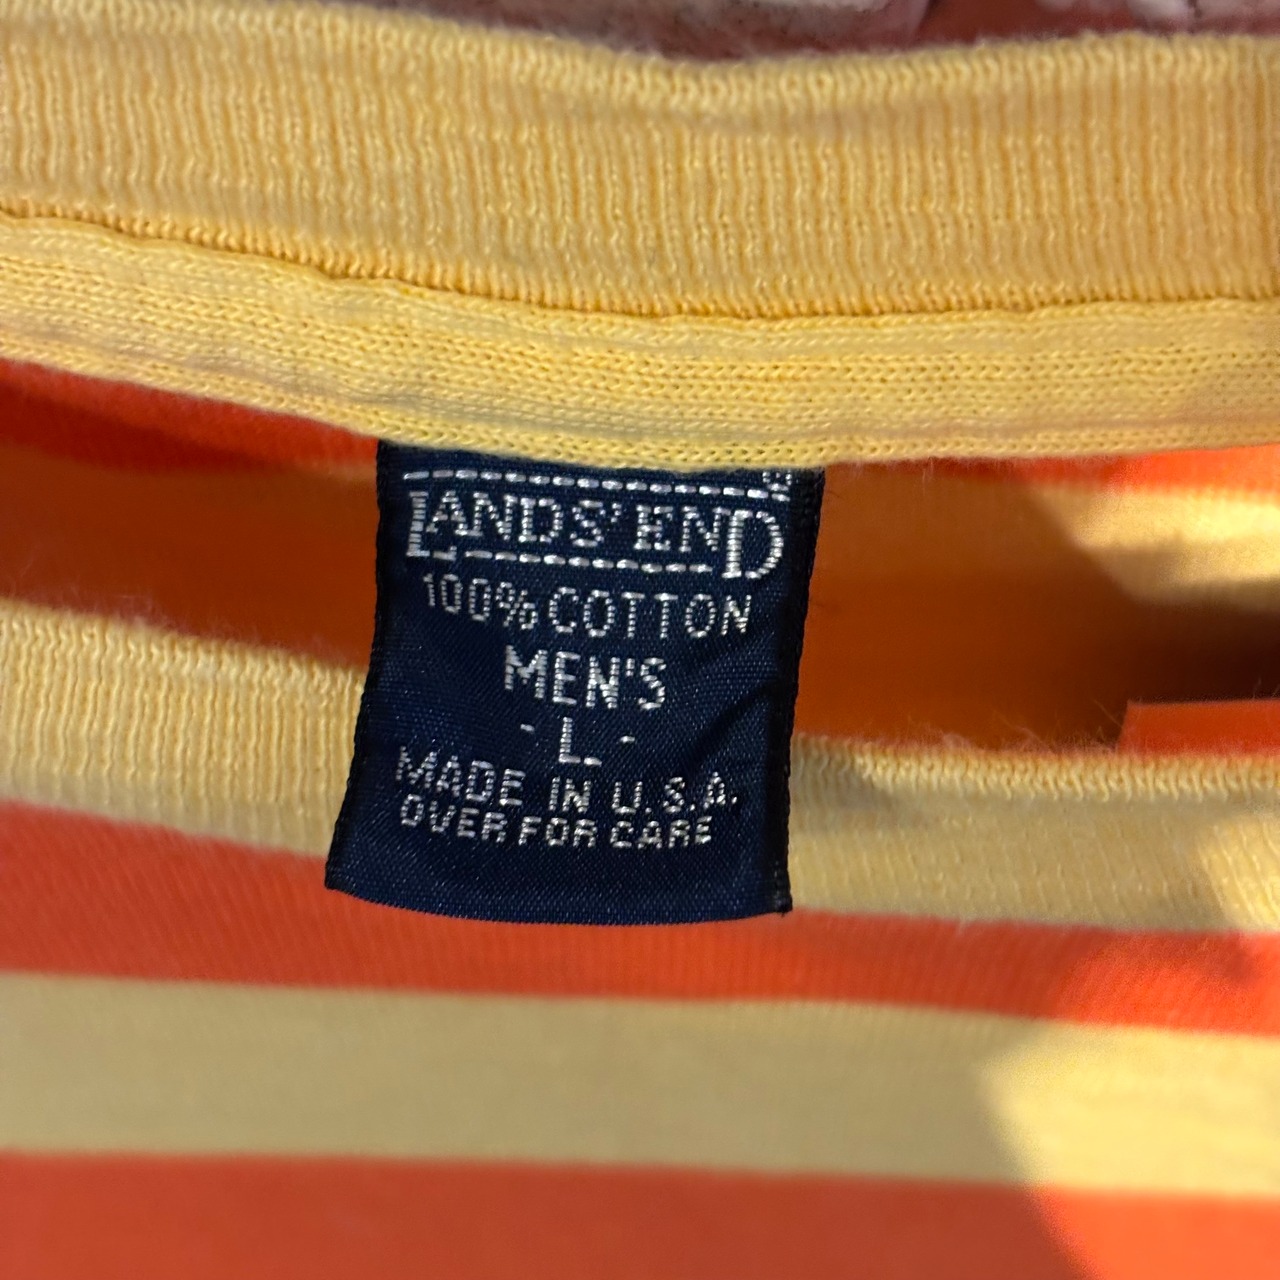 LANDS' END
100% COTTON
MEN'S
- L -
MADE IN U.S.A.
OVER FOR CARE